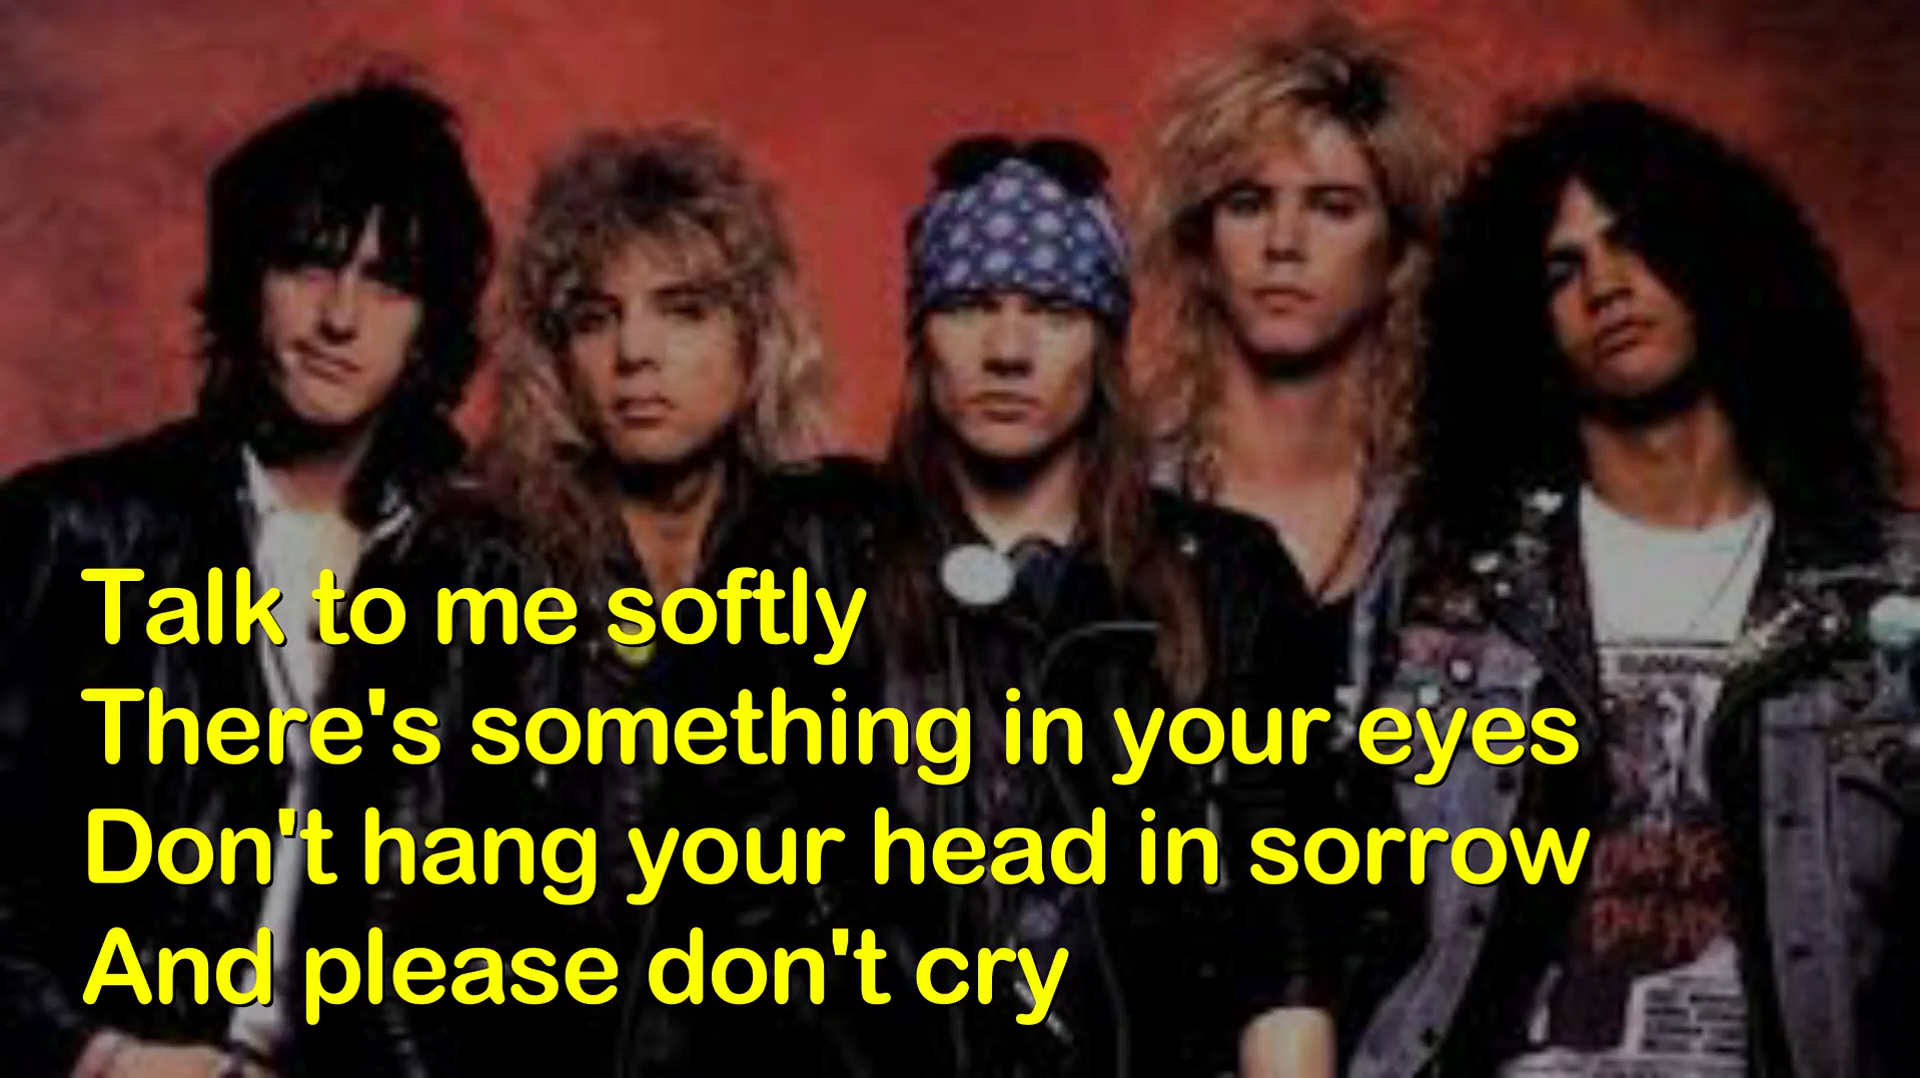 Talk to me softly
There's something in your eyes
Don't hang your head in sorrow
And please don't cry